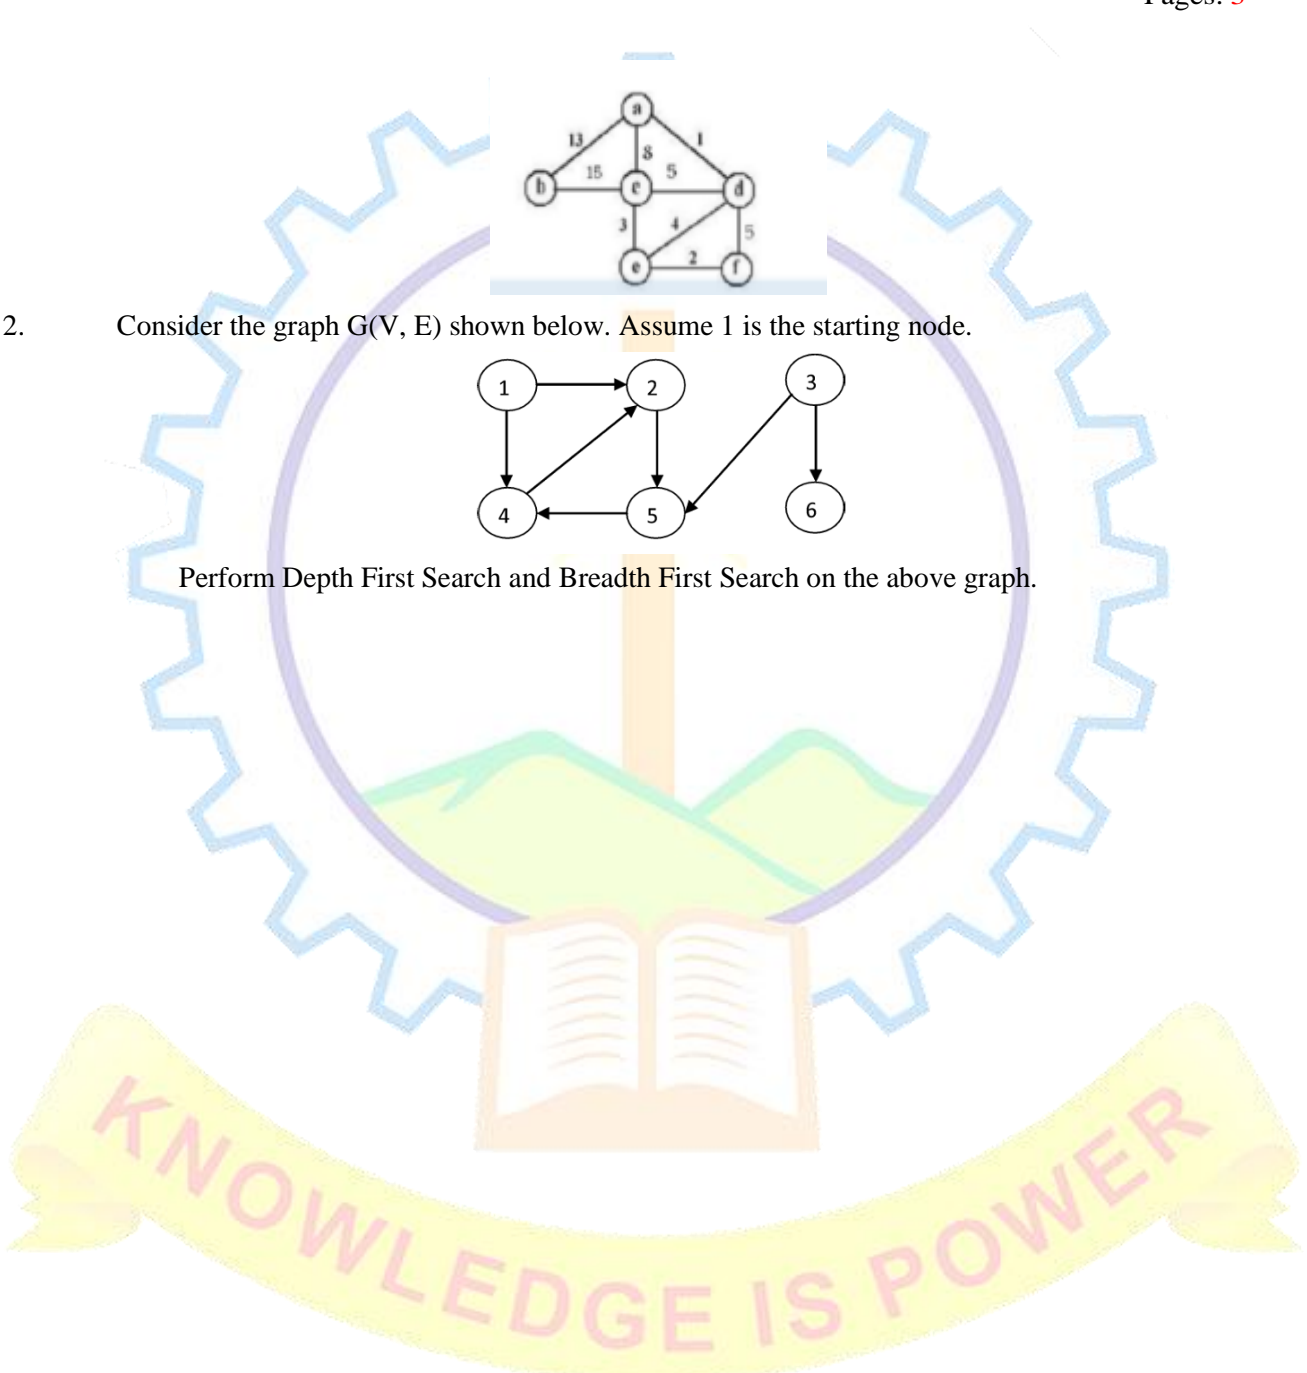 Pages: 3
a
13
8
1
b
15
c
5
d
3
4
5
e
2
f
2. Consider the graph G(V, E) shown below. Assume 1 is the starting node.
1
2
3
4
5
6
Perform Depth First Search and Breadth First Search on the above graph.
KNOWLEDGE IS POWER